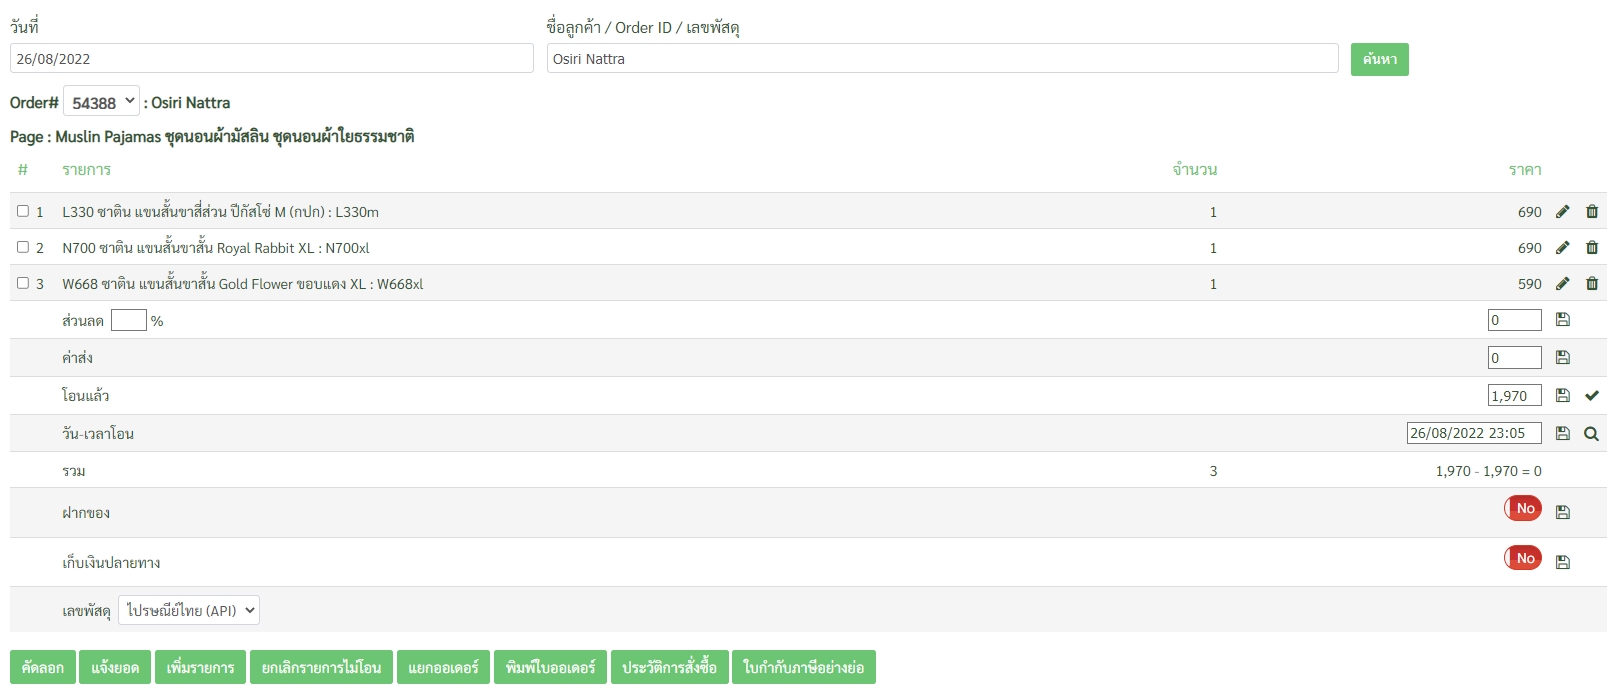 วันที่ ชื่อลูกค้า / Order ID / เลขพัสดุ
26/08/2022 Osiri Nattra ค้นหา
Order# 54388 : Osiri Nattra
Page : Muslin Pajamas ชุดนอนผ้ามัสลิน ชุดนอนผ้าใยธรรมชาติ
# รายการ จำนวน ราคา
1 L330 ซาติน แขนสั้นขาสี่ส่วน ปีกัสโซ่ M (กปก) : L330m 1 690
2 N700 ซาติน แขนสั้นขาสั้น Royal Rabbit XL : N700xl 1 690
3 W668 ซาติน แขนสั้นขาสั้น Gold Flower ขอบแดง XL : W668xl 1 590
ส่วนลด % 0
ค่าส่ง 0
โอนแล้ว 1,970
วัน-เวลาโอน 26/08/2022 23:05
รวม 3 1,970 - 1,970 = 0
ฝากของ No
เก็บเงินปลายทาง No
เลขพัสดุ ไปรษณีย์ไทย (API)
คัดลอก แจ้งยอด เพิ่มรายการ ยกเลิกรายการไม่โอน แยกออเดอร์ พิมพ์ใบออเดอร์ ประวัติการสั่งซื้อ ใบกำกับภาษีอย่างย่อ